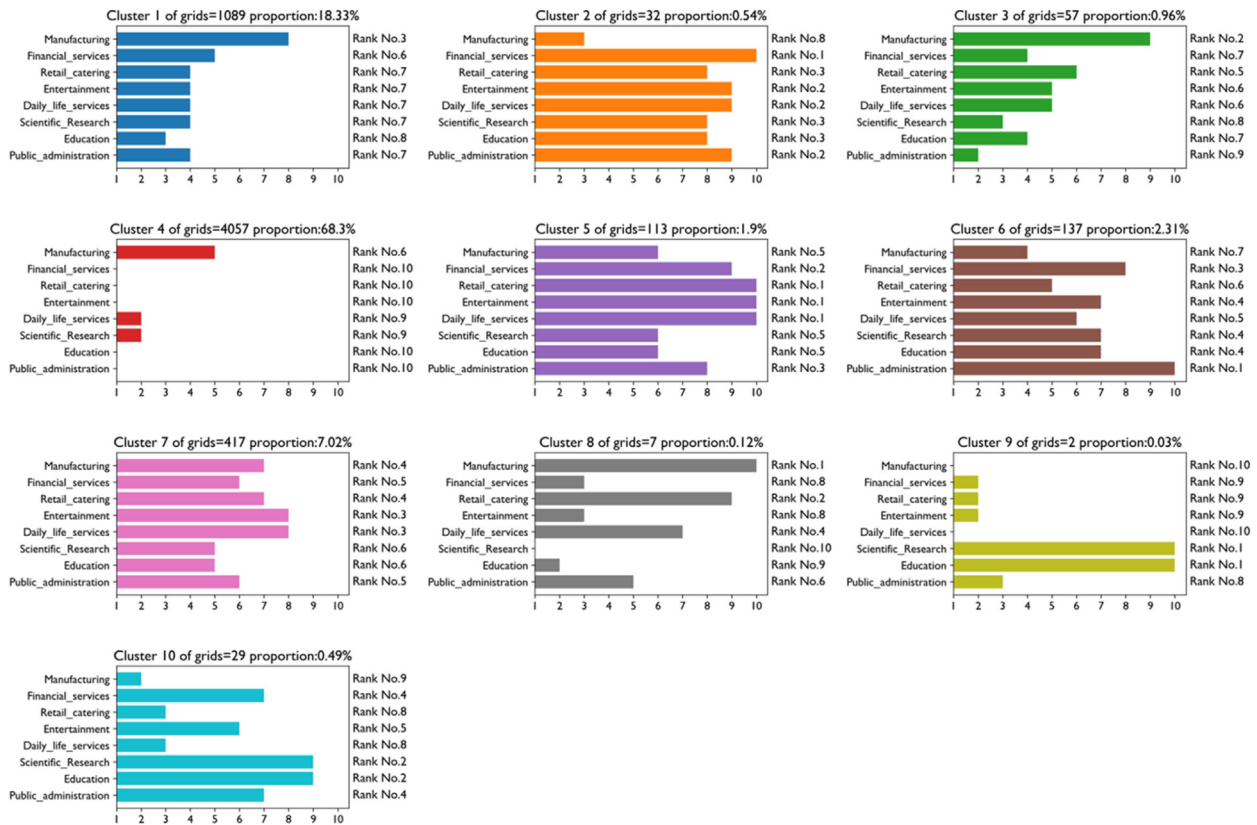 Cluster 1 of grids=1089 proportion:18.33%
Manufacturing Rank No.3
Financial_services Rank No.6
Retail_catering Rank No.7
Entertainment Rank No.7
Daily_life_services Rank No.7
Scientific_Research Rank No.7
Education Rank No.8
Public_administration Rank No.7
1 2 3 4 5 6 7 8 9 10
Cluster 2 of grids=32 proportion:0.54%
Manufacturing Rank No.8
Financial_services Rank No.1
Retail_catering Rank No.3
Entertainment Rank No.2
Daily_life_services Rank No.2
Scientific_Research Rank No.3
Education Rank No.3
Public_administration Rank No.2
1 2 3 4 5 6 7 8 9 10
Cluster 3 of grids=57 proportion:0.96%
Manufacturing Rank No.2
Financial_services Rank No.7
Retail_catering Rank No.5
Entertainment Rank No.6
Daily_life_services Rank No.6
Scientific_Research Rank No.8
Education Rank No.7
Public_administration Rank No.9
1 2 3 4 5 6 7 8 9 10
Cluster 4 of grids=4057 proportion:68.3%
Manufacturing Rank No.6
Financial_services Rank No.10
Retail_catering Rank No.10
Entertainment Rank No.10
Daily_life_services Rank No.9
Scientific_Research Rank No.9
Education Rank No.10
Public_administration Rank No.10
1 2 3 4 5 6 7 8 9 10
Cluster 5 of grids=113 proportion:1.9%
Manufacturing Rank No.5
Financial_services Rank No.2
Retail_catering Rank No.1
Entertainment Rank No.1
Daily_life_services Rank No.1
Scientific_Research Rank No.5
Education Rank No.5
Public_administration Rank No.3
1 2 3 4 5 6 7 8 9 10
Cluster 6 of grids=137 proportion:2.31%
Manufacturing Rank No.7
Financial_services Rank No.3
Retail_catering Rank No.6
Entertainment Rank No.4
Daily_life_services Rank No.5
Scientific_Research Rank No.4
Education Rank No.4
Public_administration Rank No.1
1 2 3 4 5 6 7 8 9 10
Cluster 7 of grids=417 proportion:7.02%
Manufacturing Rank No.4
Financial_services Rank No.5
Retail_catering Rank No.4
Entertainment Rank No.3
Daily_life_services Rank No.3
Scientific_Research Rank No.6
Education Rank No.6
Public_administration Rank No.5
1 2 3 4 5 6 7 8 9 10
Cluster 8 of grids=7 proportion:0.12%
Manufacturing Rank No.1
Financial_services Rank No.8
Retail_catering Rank No.2
Entertainment Rank No.8
Daily_life_services Rank No.4
Scientific_Research Rank No.10
Education Rank No.9
Public_administration Rank No.6
1 2 3 4 5 6 7 8 9 10
Cluster 9 of grids=2 proportion:0.03%
Manufacturing Rank No.10
Financial_services Rank No.9
Retail_catering Rank No.9
Entertainment Rank No.9
Daily_life_services Rank No.10
Scientific_Research Rank No.1
Education Rank No.1
Public_administration Rank No.8
1 2 3 4 5 6 7 8 9 10
Cluster 10 of grids=29 proportion:0.49%
Manufacturing Rank No.9
Financial_services Rank No.4
Retail_catering Rank No.8
Entertainment Rank No.5
Daily_life_services Rank No.8
Scientific_Research Rank No.2
Education Rank No.2
Public_administration Rank No.4
1 2 3 4 5 6 7 8 9 10